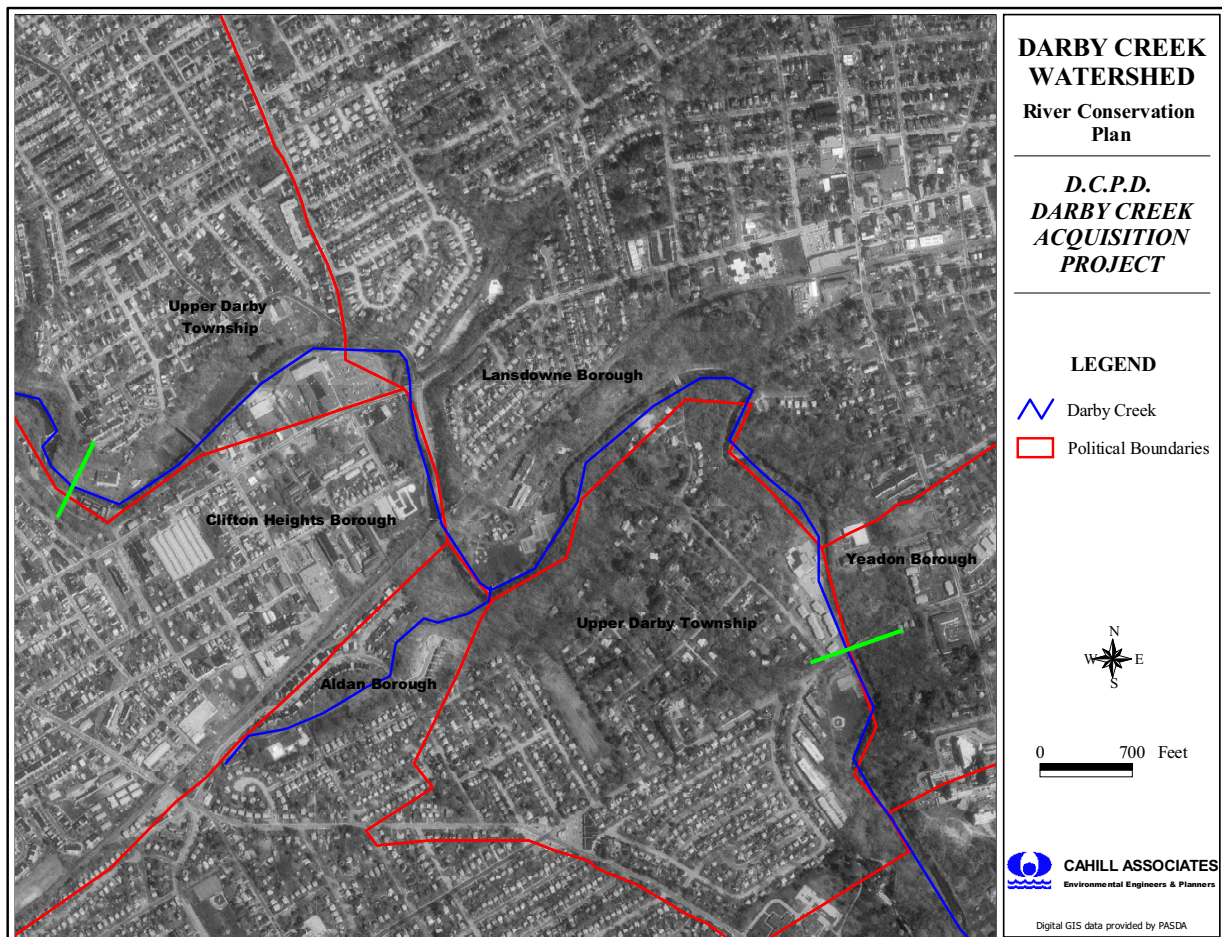 DARBY CREEK
WATERSHED
River Conservation
Plan
D.C.P.D.
DARBY CREEK
ACQUISITION
PROJECT
LEGEND
Darby Creek
Political Boundaries
Upper Darby
Township
Lansdowne Borough
Clifton Heights Borough
Yeadon Borough
Upper Darby Township
Aldan Borough
N
W E
S
0 700 Feet
CAHILL ASSOCIATES
Environmental Engineers & Planners
Digital GIS data provided by PASDA